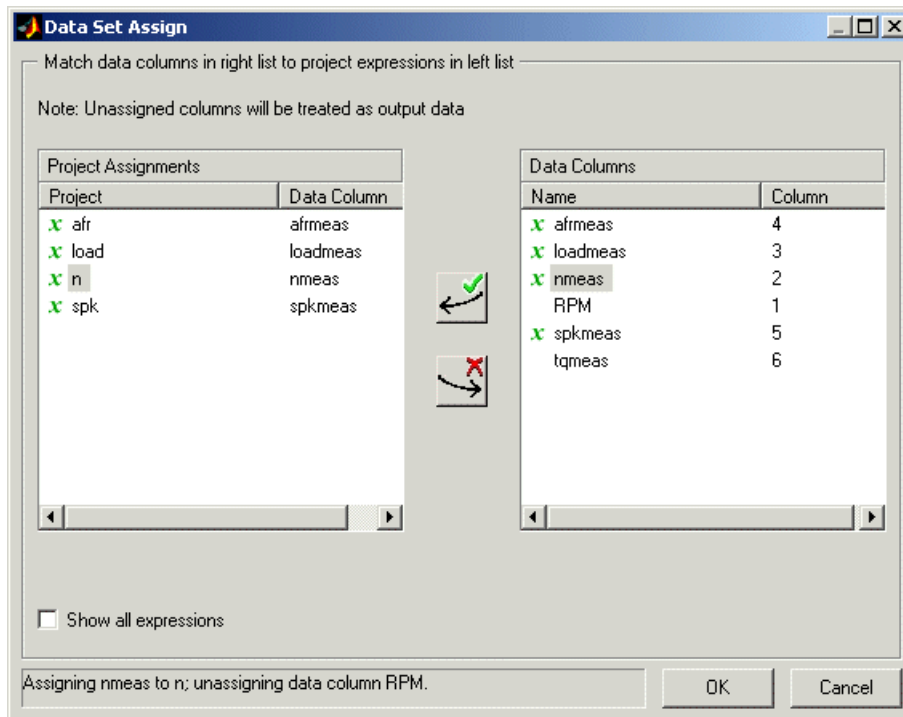 Data Set Assign
Match data columns in right list to project expressions in left list
Note: Unassigned columns will be treated as output data
Project Assignments
Project Data Column
x afr afrmeas
x load loadmeas
x n nmeas
x spk spkmeas
Data Columns
Name Column
x afrmeas 4
x loadmeas 3
x nmeas 2
RPM 1
x spkmeas 5
tqmeas 6
Show all expressions
Assigning nmeas to n; unassigning data column RPM.
OK Cancel